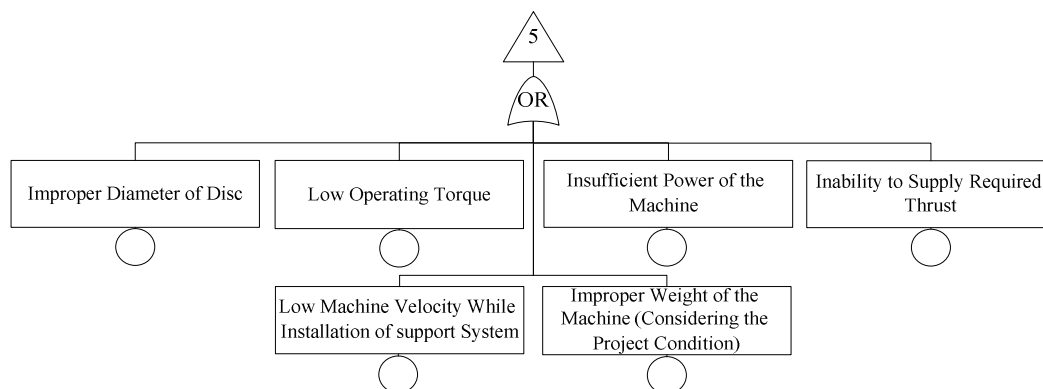 5
OR
Improper Diameter of Disc
Low Operating Torque
Insufficient Power of the
Machine
Inability to Supply Required
Thrust
Low Machine Velocity While
Installation of support System
Improper Weight of the
Machine (Considering the
Project Condition)